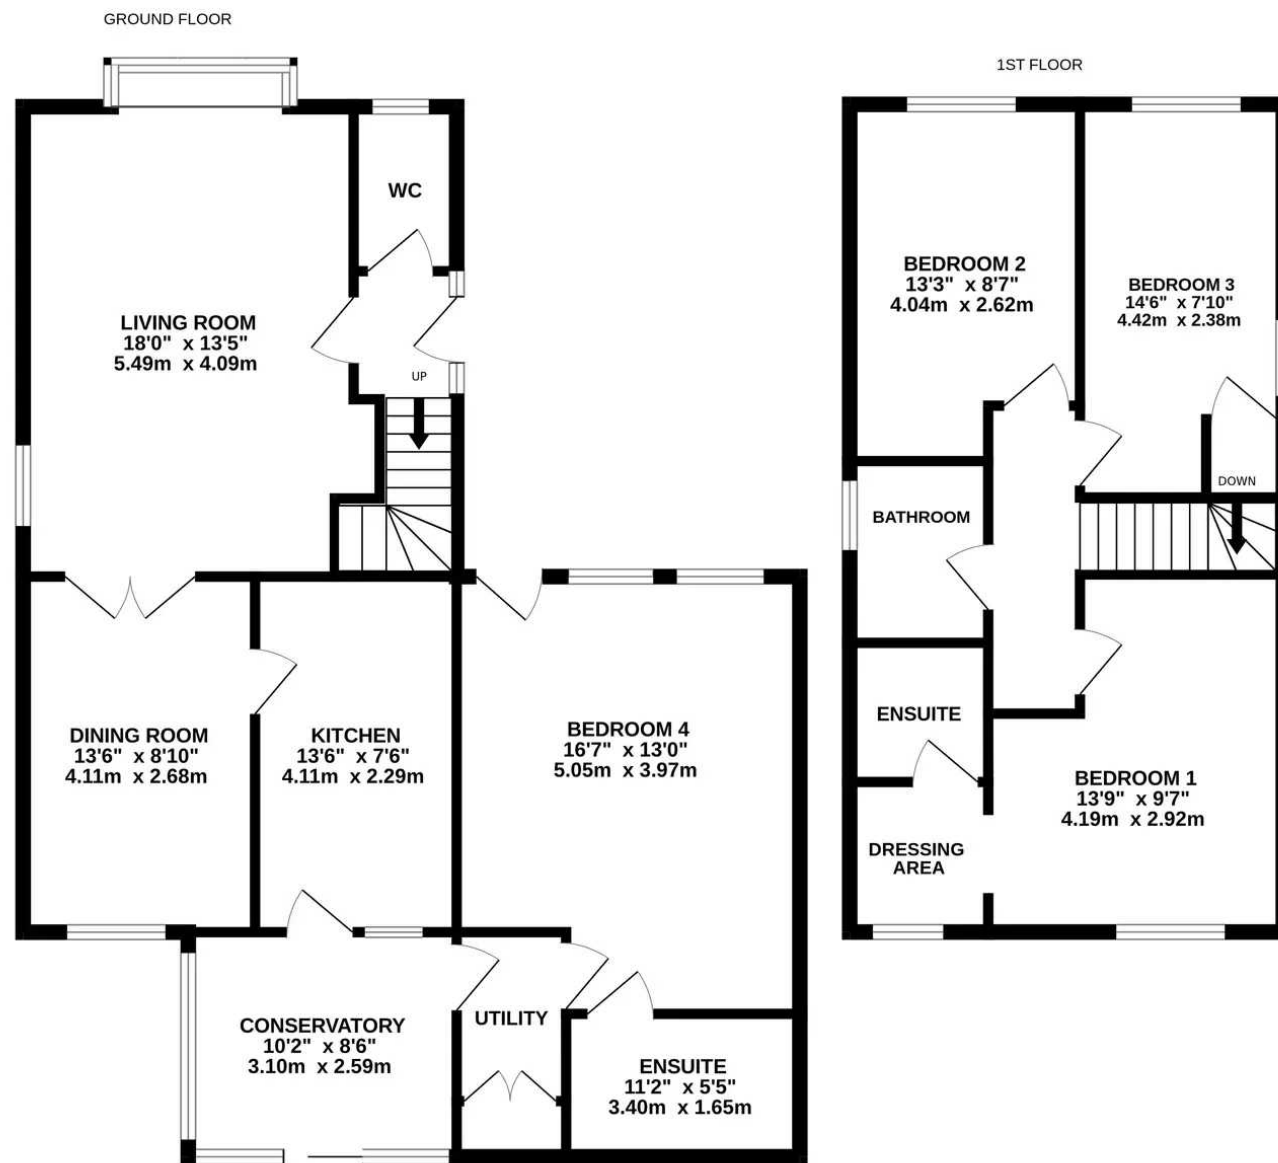 GROUND FLOOR
WC
LIVING ROOM
18'0" x 13'5"
5.49m x 4.09m
UP
DINING ROOM
13'6" x 8'10"
4.11m x 2.68m
KITCHEN
13'6" x 7'6"
4.11m x 2.29m
BEDROOM 4
16'7" x 13'0"
5.05m x 3.97m
CONSERVATORY
10'2" x 8'6"
3.10m x 2.59m
UTILITY
ENSUITE
11'2" x 5'5"
3.40m x 1.65m
1ST FLOOR
BEDROOM 2
13'3" x 8'7"
4.04m x 2.62m
BEDROOM 3
14'6" x 7'10"
4.42m x 2.38m
DOWN
BATHROOM
ENSUITE
BEDROOM 1
13'9" x 9'7"
4.19m x 2.92m
DRESSING
AREA